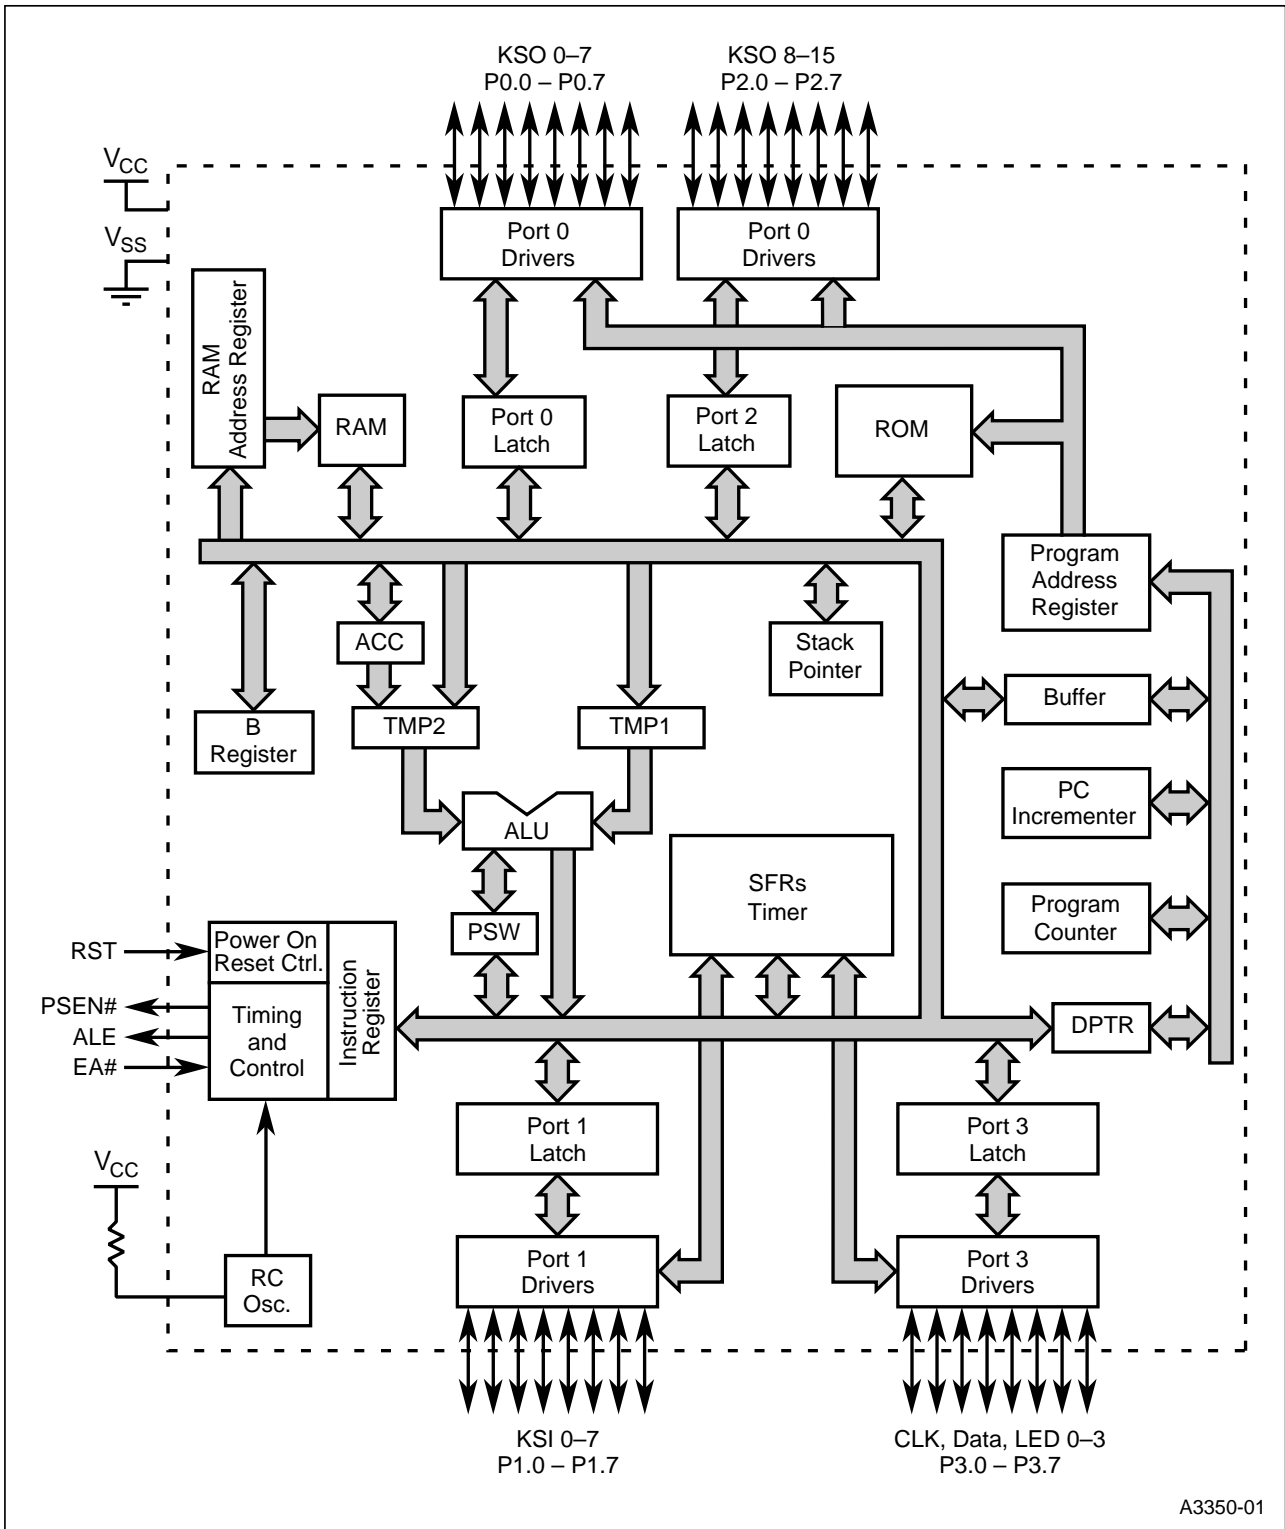 KSO 0–7
P0.0 – P0.7
KSO 8–15
P2.0 – P2.7
VCC
VSS
Port 0
Drivers
Port 0
Drivers
RAM
Address Register
RAM
Port 0
Latch
Port 2
Latch
ROM
Program
Address
Register
ACC
Stack
Pointer
Buffer
B
Register
TMP2
TMP1
PC
Incrementer
ALU
SFRs
Timer
Program
Counter
PSW
RST
Power On
Reset Ctrl.
Instruction
Register
PSEN#
ALE
EA#
Timing
and
Control
DPTR
Port 1
Latch
Port 3
Latch
VCC
RC
Osc.
Port 1
Drivers
Port 3
Drivers
KSI 0–7
P1.0 – P1.7
CLK, Data, LED 0–3
P3.0 – P3.7
A3350-01